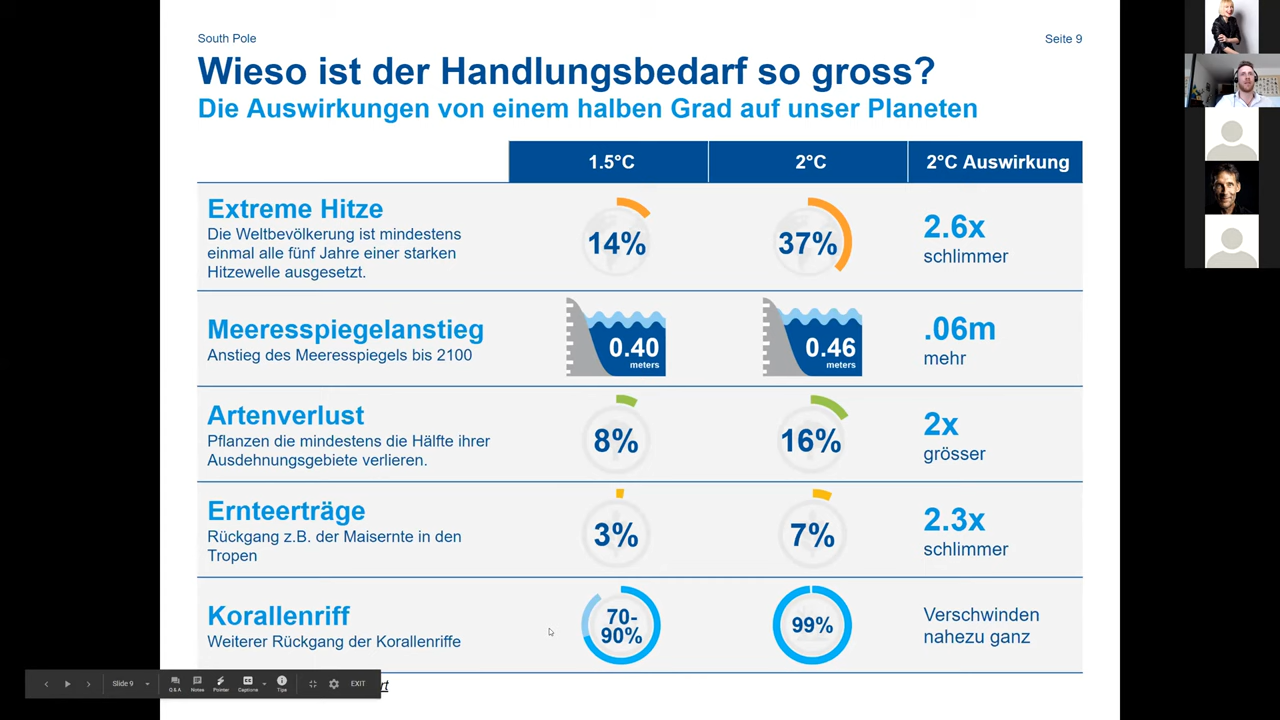 South Pole
Seite 9
Wieso ist der Handlungsbedarf so gross?
Die Auswirkungen von einem halben Grad auf unser Planeten
1.5°C
2°C
2°C Auswirkung
Extreme Hitze
Die Weltbevölkerung ist mindestens
einmal alle fünf Jahre einer starken
Hitzewelle ausgesetzt.
14%
37%
2.6x
schlimmer
Meeresspiegelanstieg
Anstieg des Meeresspiegels bis 2100
0.40
meters
0.46
meters
.06m
mehr
Artenverlust
Pflanzen die mindestens die Hälfte ihrer
Ausdehnungsgebiete verlieren.
8%
16%
2x
grösser
Ernteerträge
Rückgang z.B. der Maisernte in den
Tropen
3%
7%
2.3x
schlimmer
Korallenriff
Weiterer Rückgang der Korallenriffe
70-
90%
99%
Verschwinden
nahezu ganz
Slide 9
Q&A
Notes
Pointer
Captions
Tips
EXIT